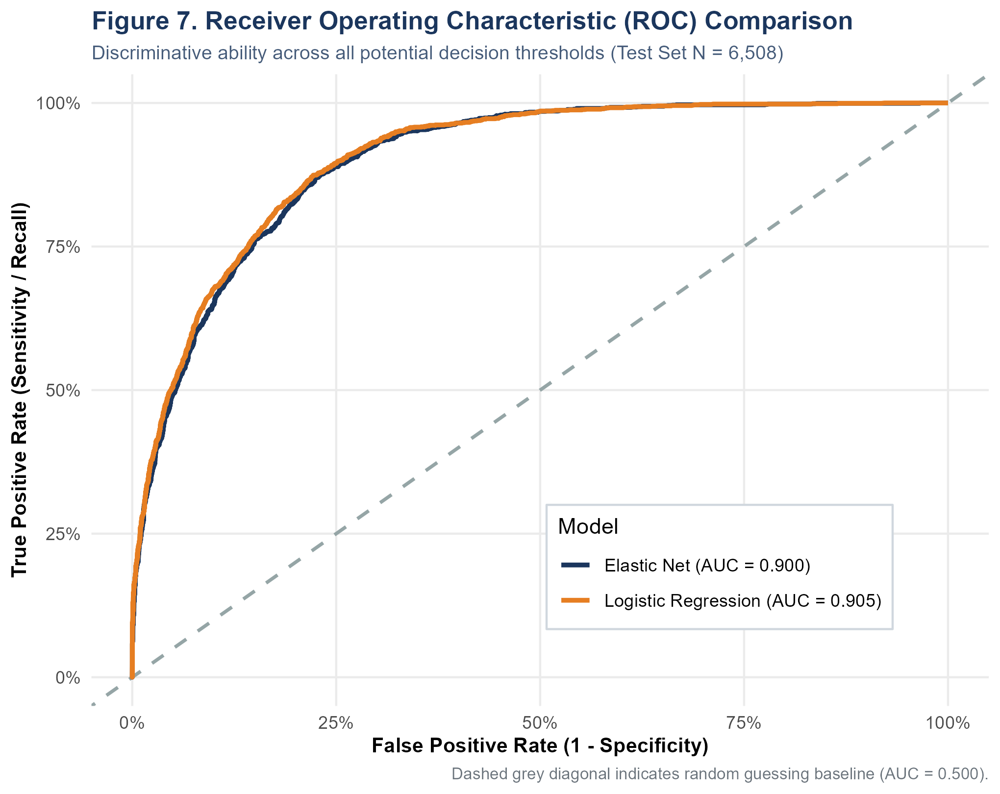 Figure 7. Receiver Operating Characteristic (ROC) Comparison
Discriminative ability across all potential decision thresholds (Test Set N = 6,508)
True Positive Rate (Sensitivity / Recall)
100%
75%
50%
25%
0%
Model
Elastic Net (AUC = 0.900)
Logistic Regression (AUC = 0.905)
0%
25%
50%
75%
100%
False Positive Rate (1 - Specificity)
Dashed grey diagonal indicates random guessing baseline (AUC = 0.500).